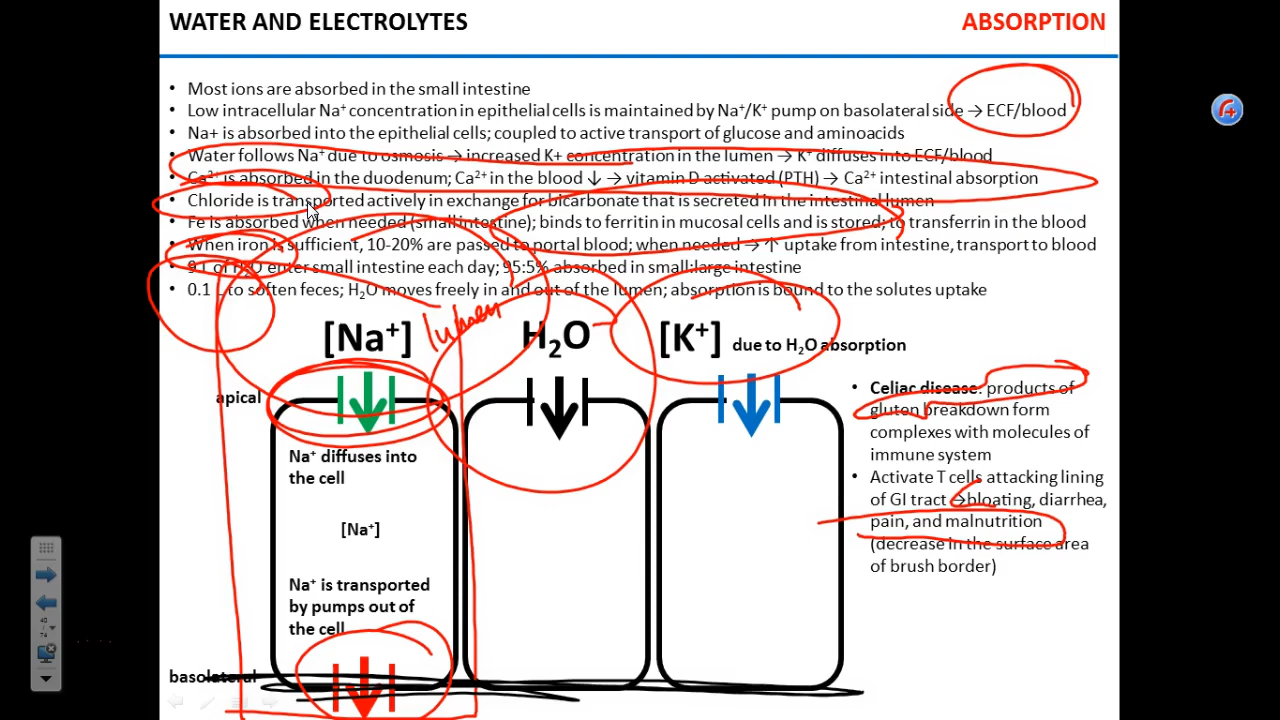 WATER AND ELECTROLYTES
ABSORPTION
• Most ions are absorbed in the small intestine
• Low intracellular Na⁺ concentration in epithelial cells is maintained by Na⁺/K⁺ pump on basolateral side → ECF/blood
• Na+ is absorbed into the epithelial cells; coupled to active transport of glucose and aminoacids
• Water follows Na⁺ due to osmosis → increased K+ concentration in the lumen → K⁺ diffuses into ECF/blood
• Ca²⁺ is absorbed in the duodenum; Ca²⁺ in the blood ↓ → vitamin D activated (PTH) → Ca²⁺ intestinal absorption
• Chloride is transported actively in exchange for bicarbonate that is secreted in the intestinal lumen
• Fe is absorbed when needed (small intestine); binds to ferritin in mucosal cells and is stored; to transferrin in the blood
• When iron is sufficient, 10-20% are passed to portal blood; when needed → ↑ uptake from intestine, transport to blood
• 9 L of H₂O enter small intestine each day; 95:5% absorbed in small:large intestine
• 0.1 L to soften feces; H₂O moves freely in and out of the lumen; absorption is bound to the solutes uptake
[Na⁺]
lumen
H₂O
[K⁺] due to H₂O absorption
apical
Na⁺ diffuses into
the cell
[Na⁺]
Na⁺ is transported
by pumps out of
the cell
basolateral
• Celiac disease: products of
gluten breakdown form
complexes with molecules of
immune system
• Activate T cells attacking lining
of GI tract →bloating, diarrhea,
pain, and malnutrition
(decrease in the surface area
of brush border)